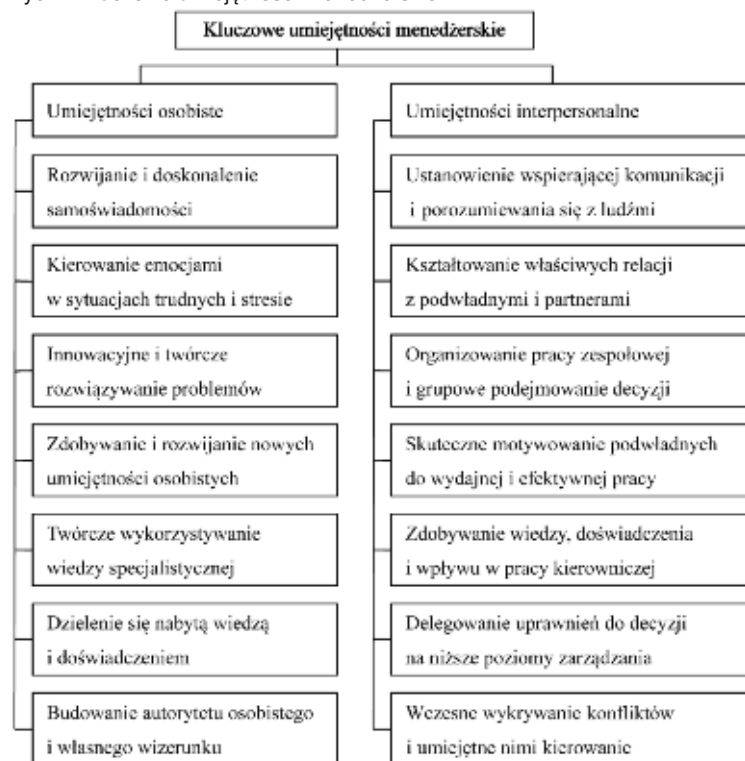 Kluczowe umiejętności menedżerskie
Umiejętności osobiste
Rozwijanie i doskonalenie
samoświadomości
Kierowanie emocjami
w sytuacjach trudnych i stresie
Innowacyjne i twórcze
rozwiązywanie problemów
Zdobywanie i rozwijanie nowych
umiejętności osobistych
Twórcze wykorzystywanie
wiedzy specjalistycznej
Dzielenie się nabytą wiedzą
i doświadczeniem
Budowanie autorytetu osobistego
i własnego wizerunku
Umiejętności interpersonalne
Ustanowienie wspierającej komunikacji
i porozumiewania się z ludźmi
Kształtowanie właściwych relacji
z podwładnymi i partnerami
Organizowanie pracy zespołowej
i grupowe podejmowanie decyzji
Skuteczne motywowanie podwładnych
do wydajnej i efektywnej pracy
Zdobywanie wiedzy, doświadczenia
i wpływu w pracy kierowniczej
Delegowanie uprawnień do decyzji
na niższe poziomy zarządzania
Wczesne wykrywanie konfliktów
i umiejętne nimi kierowanie